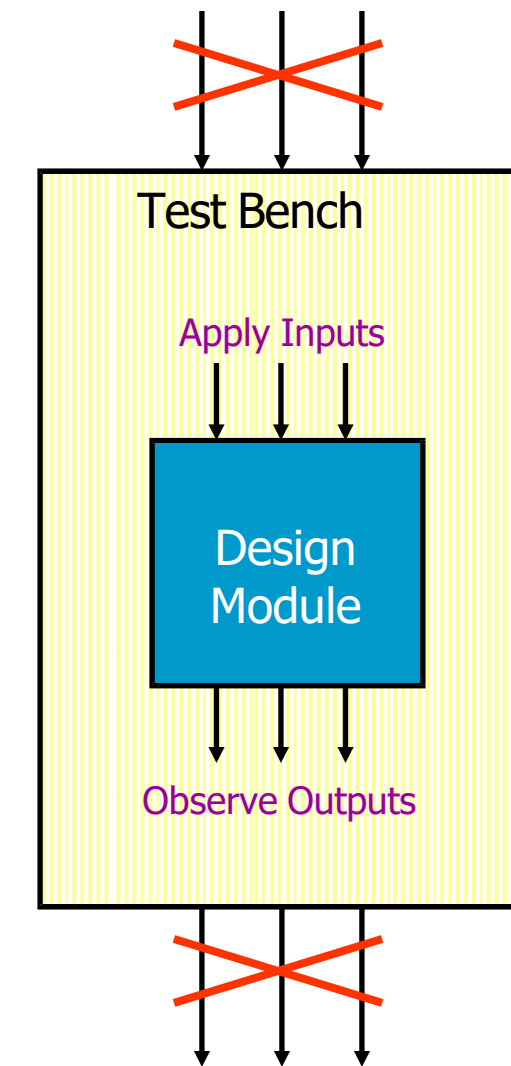 Test Bench
Apply Inputs
Design
Module
Observe Outputs